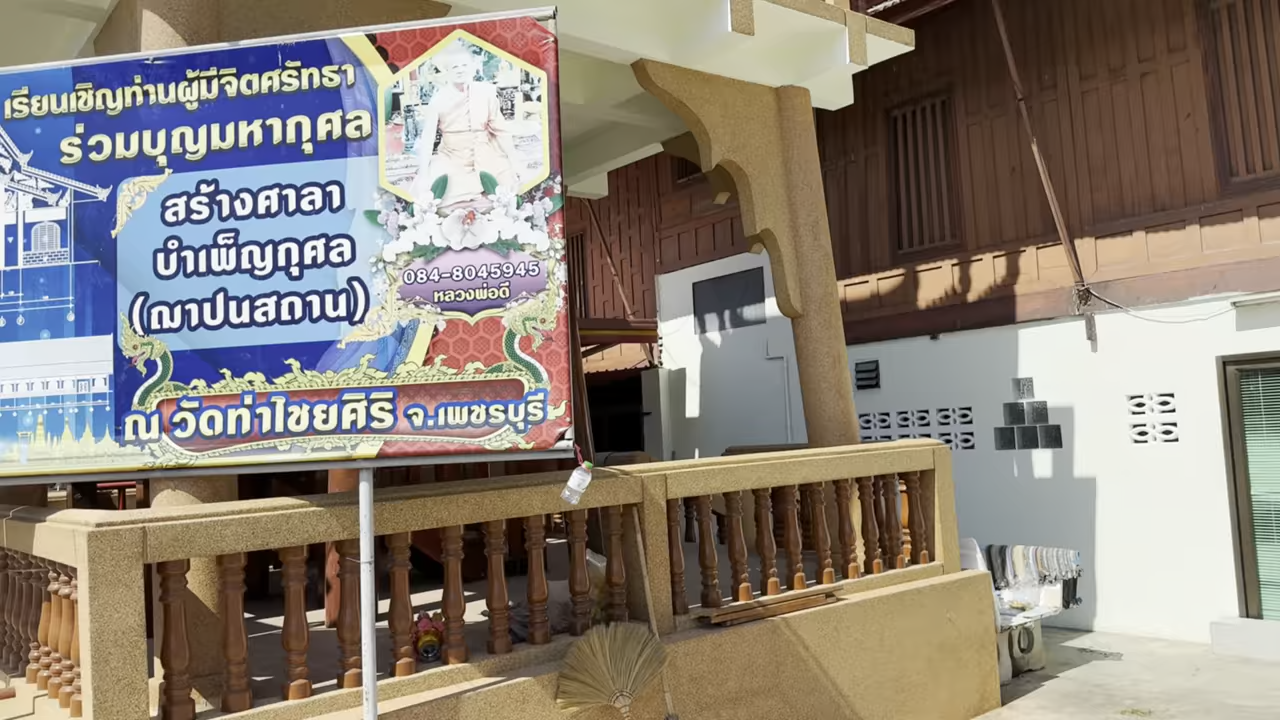 เรียนเชิญท่านผู้มีจิตศรัทธา
ร่วมบุญมหากุศล
สร้างศาลา
บำเพ็ญกุศล
(ฌาปนสถาน)
084-8045945
หลวงพ่อดี
ณ วัดท่าไชยศิริ จ.เพชรบุรี